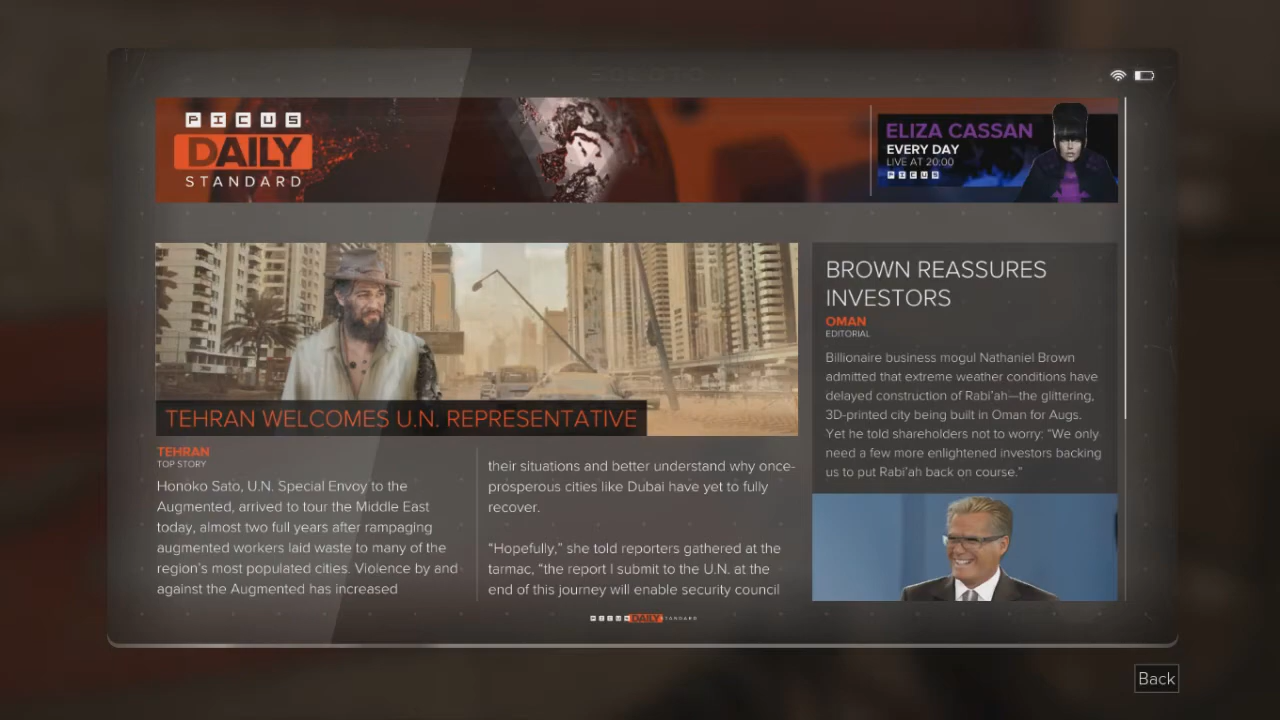 PICUS
DAILY
STANDARD
ELIZA CASSAN
EVERY DAY
LIVE AT 20:00
PICUS
TEHRAN WELCOMES U.N. REPRESENTATIVE
TEHRAN
TOP STORY
Honoko Sato, U.N. Special Envoy to the
Augmented, arrived to tour the Middle East
today, almost two full years after rampaging
augmented workers laid waste to many of the
region's most populated cities. Violence by and
against the Augmented has increased
their situations and better understand why once-
prosperous cities like Dubai have yet to fully
recover.
“Hopefully,” she told reporters gathered at the
tarmac, “the report I submit to the U.N. at the
end of this journey will enable security council
BROWN REASSURES
INVESTORS
OMAN
EDITORIAL
Billionaire business mogul Nathaniel Brown
admitted that extreme weather conditions have
delayed construction of Rabi'ah—the glittering,
3D-printed city being built in Oman for Augs.
Yet he told shareholders not to worry: “We only
need a few more enlightened investors backing
us to put Rabi'ah back on course.”
PICUS DAILY STANDARD
Back